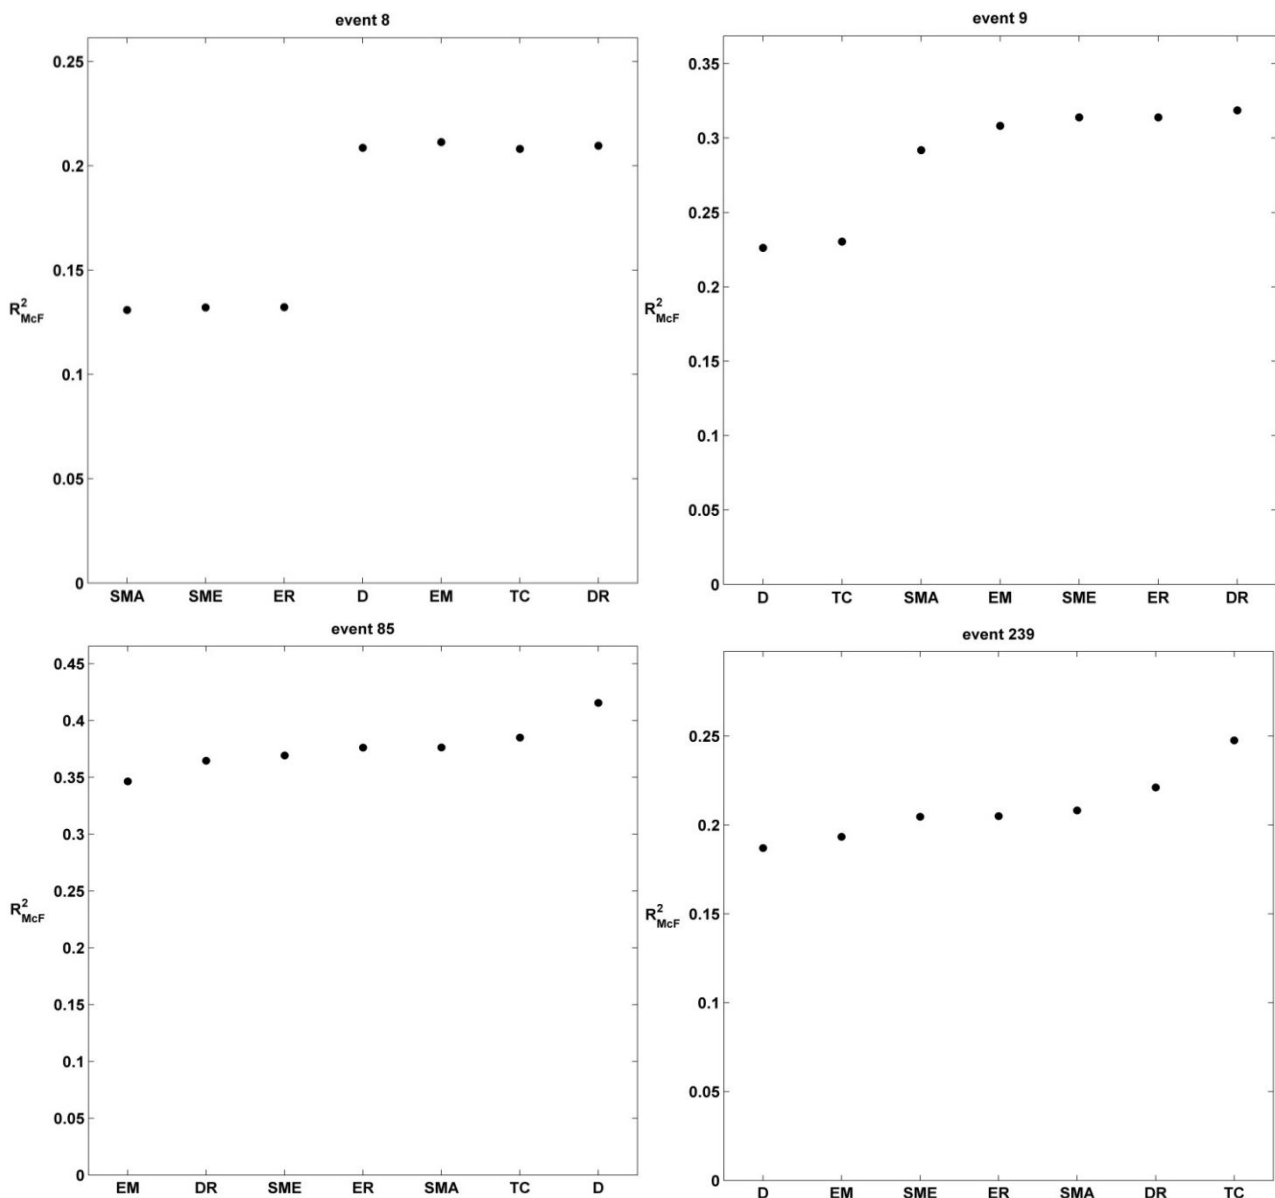 event 8
0.25
0.2
0.15
R²McF
0.1
0.05
0
SMA SME ER D EM TC DR
event 9
0.35
0.3
0.25
0.2
R²McF
0.15
0.1
0.05
0
D TC SMA EM SME ER DR
event 85
0.45
0.4
0.35
0.3
0.25
R²McF
0.2
0.15
0.1
0.05
0
EM DR SME ER SMA TC D
event 239
0.25
0.2
R²McF
0.15
0.1
0.05
0
D EM SME ER SMA DR TC